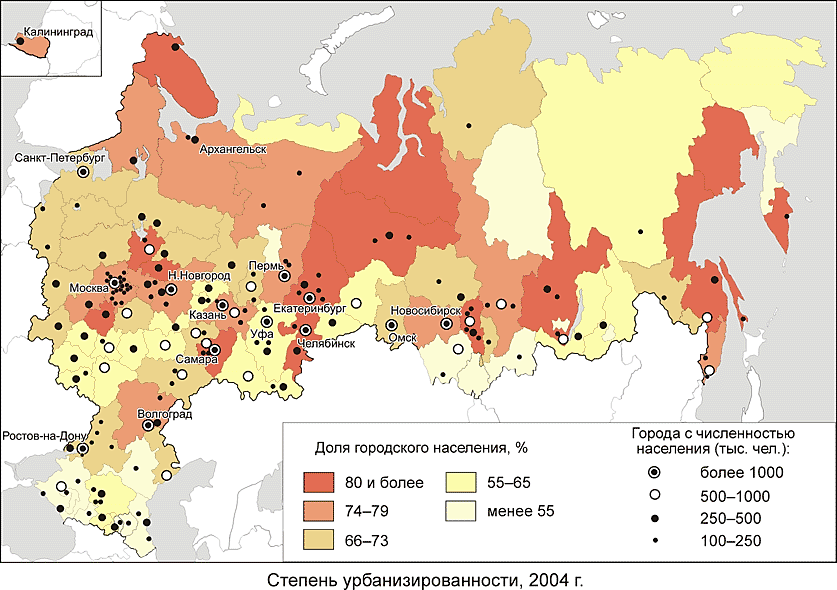 Калининград
Санкт-Петербург
Архангельск
Москва
Н.Новгород
Пермь
Казань
Екатеринбург
Уфа
Челябинск
Самара
Новосибирск
Омск
Волгоград
Ростов-на-Дону
Доля городского населения, %
80 и более
74–79
66–73
55–65
менее 55
Города с численностью
населения (тыс. чел.):
более 1000
500–1000
250–500
100–250
Степень урбанизированности, 2004 г.